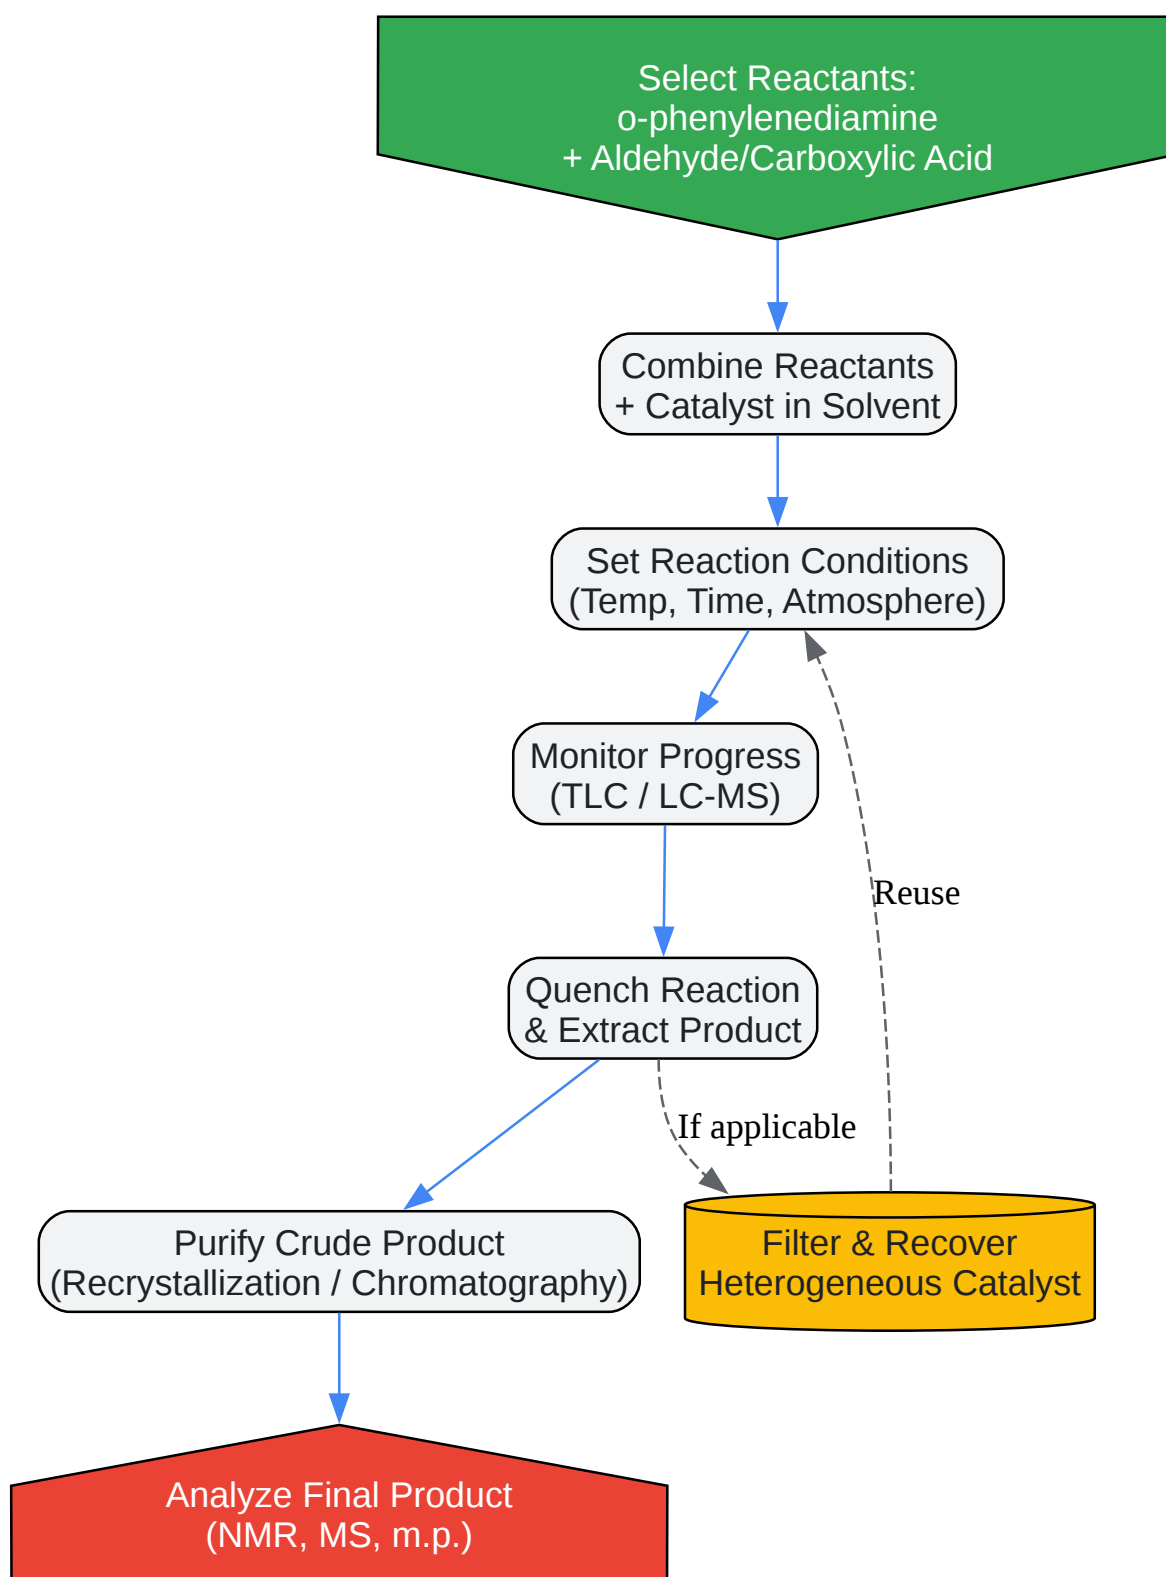 Select Reactants:
o-phenylenediamine
+ Aldehyde/Carboxylic Acid
Combine Reactants
+ Catalyst in Solvent
Set Reaction Conditions
(Temp, Time, Atmosphere)
Monitor Progress
(TLC / LC-MS)
Reuse
Quench Reaction
& Extract Product
If applicable
Purify Crude Product
(Recrystallization / Chromatography)
Filter & Recover
Heterogeneous Catalyst
Analyze Final Product
(NMR, MS, m.p.)